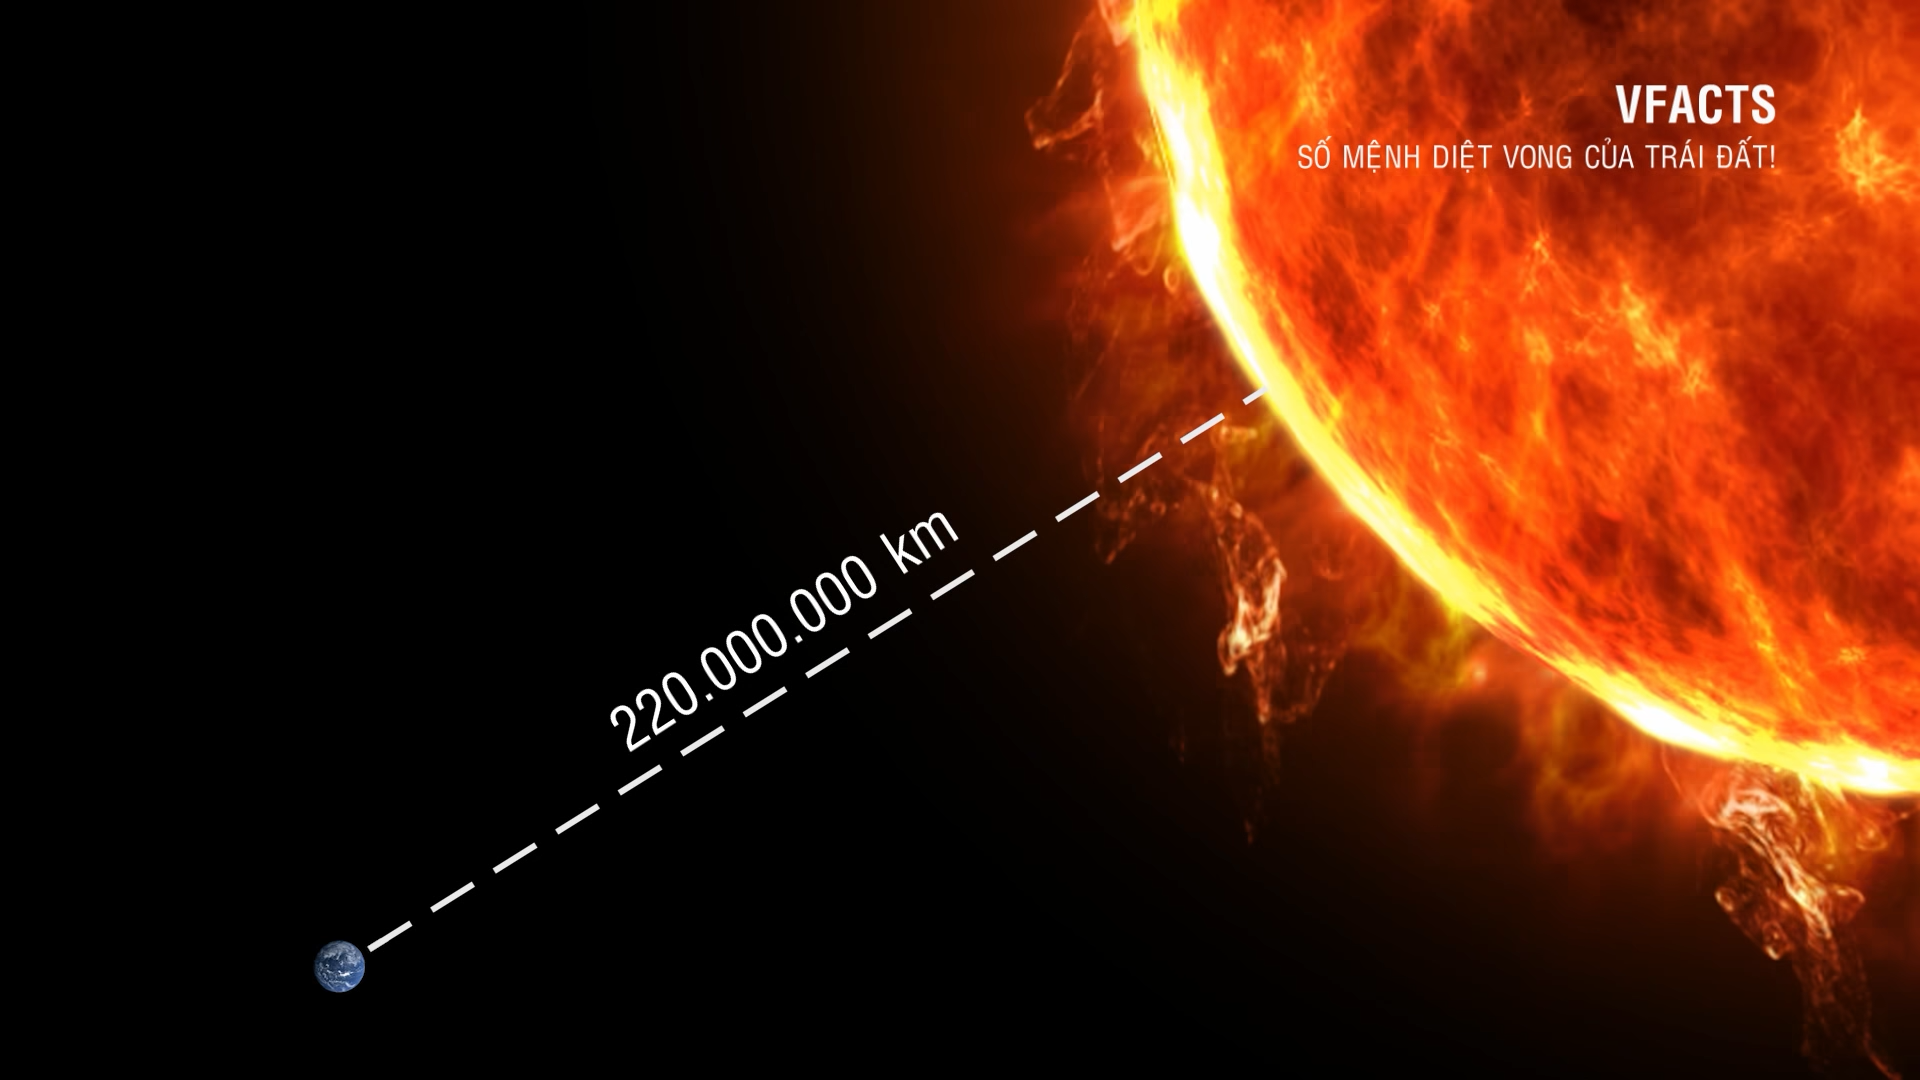 VFACTS
SỐ MỆNH DIỆT VONG CỦA TRÁI ĐẤT!
220.000.000 km